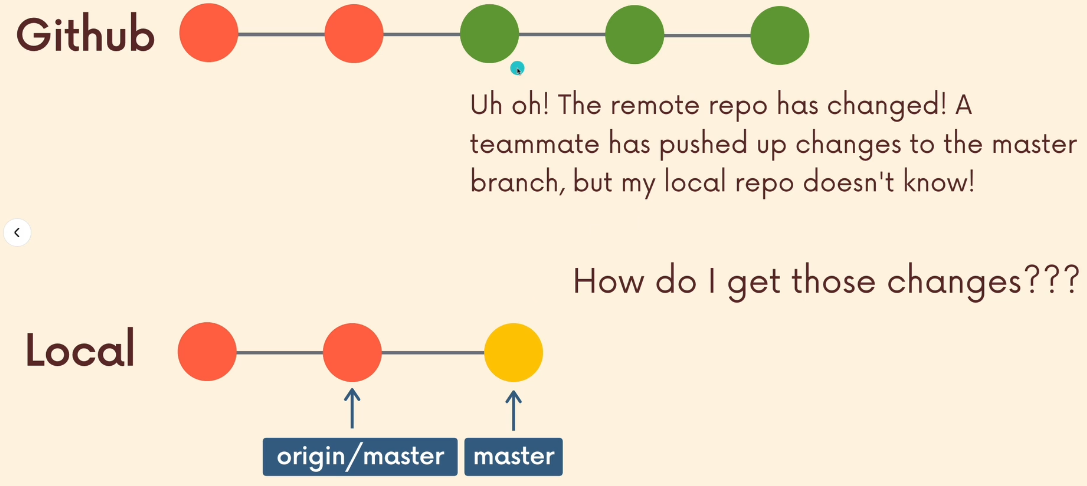 Github
Uh oh! The remote repo has changed! A
teammate has pushed up changes to the master
branch, but my local repo doesn't know!
How do I get those changes???
Local
origin/master
master